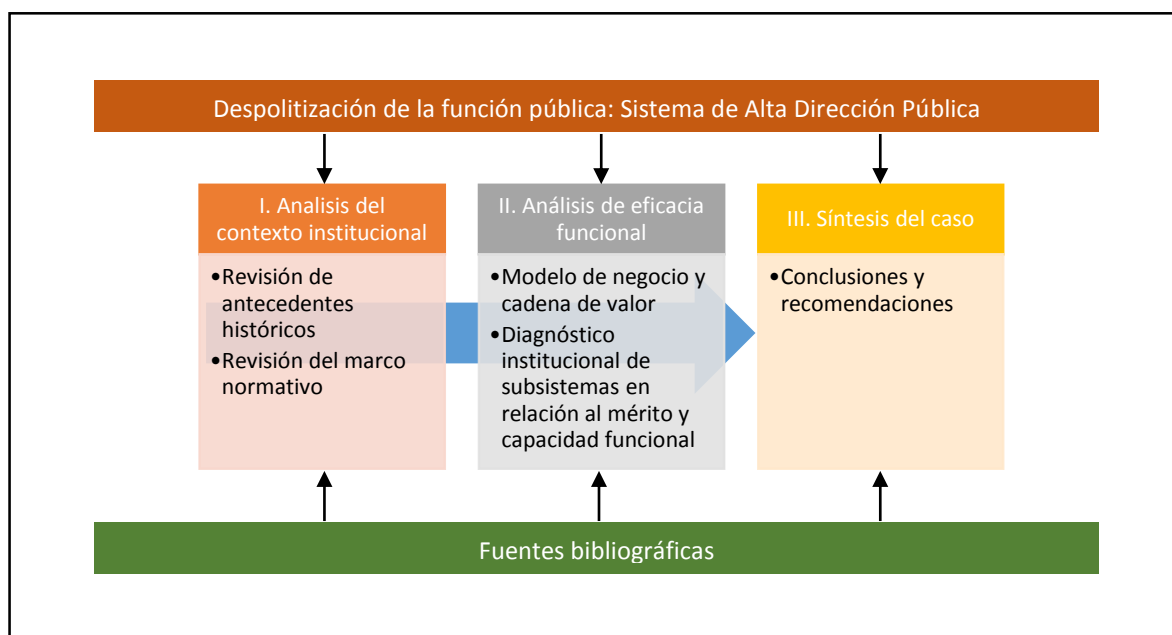 Despolitización de la función pública: Sistema de Alta Dirección Pública
I. Analisis del
contexto institucional
•Revisión de
antecedentes
históricos
•Revisión del marco
normativo
II. Análisis de eficacia
funcional
•Modelo de negocio y
cadena de valor
•Diagnóstico
institucional de
subsistemas en
relación al mérito y
capacidad funcional
III. Síntesis del caso
•Conclusiones y
recomendaciones
Fuentes bibliográficas